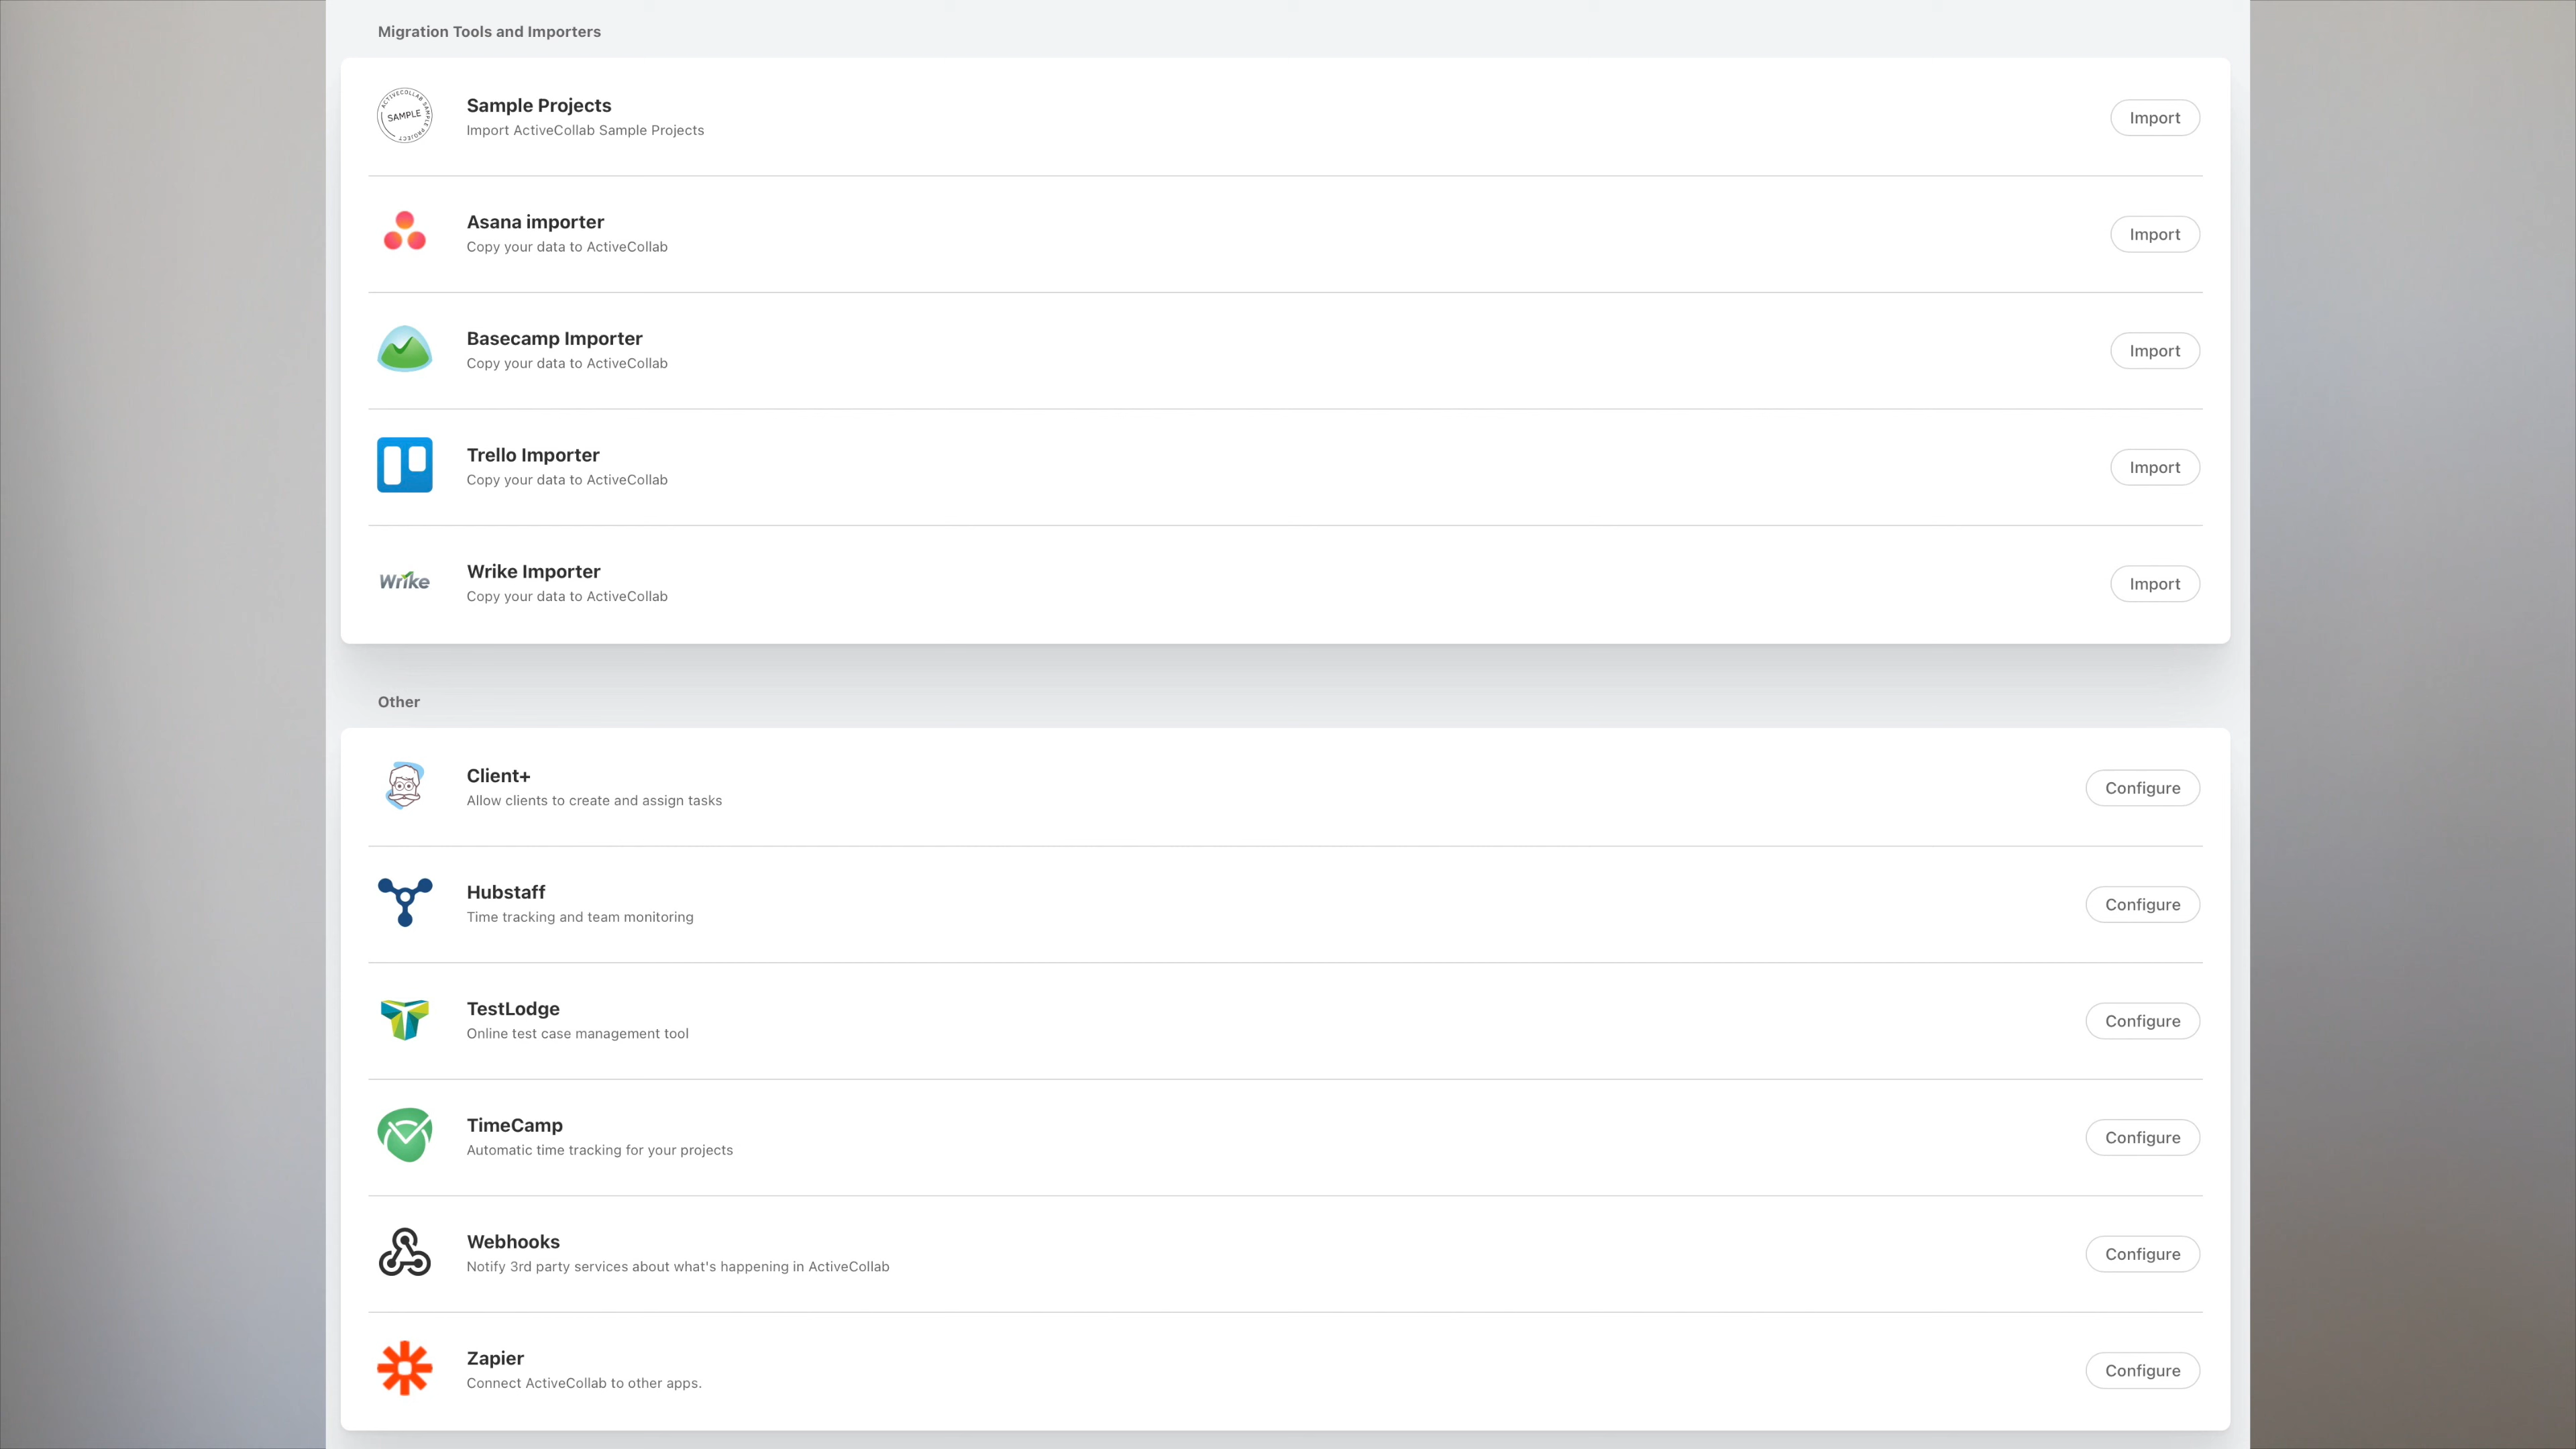 Migration Tools and Importers
ACTIVECOLLAB SAMPLE PROJECT
SAMPLE
Sample Projects
Import ActiveCollab Sample Projects
Import
Asana importer
Copy your data to ActiveCollab
Import
Basecamp Importer
Copy your data to ActiveCollab
Import
Trello Importer
Copy your data to ActiveCollab
Import
Wrike
Wrike Importer
Copy your data to ActiveCollab
Import
Other
Client+
Allow clients to create and assign tasks
Configure
Hubstaff
Time tracking and team monitoring
Configure
TestLodge
Online test case management tool
Configure
TimeCamp
Automatic time tracking for your projects
Configure
Webhooks
Notify 3rd party services about what's happening in ActiveCollab
Configure
Zapier
Connect ActiveCollab to other apps.
Configure